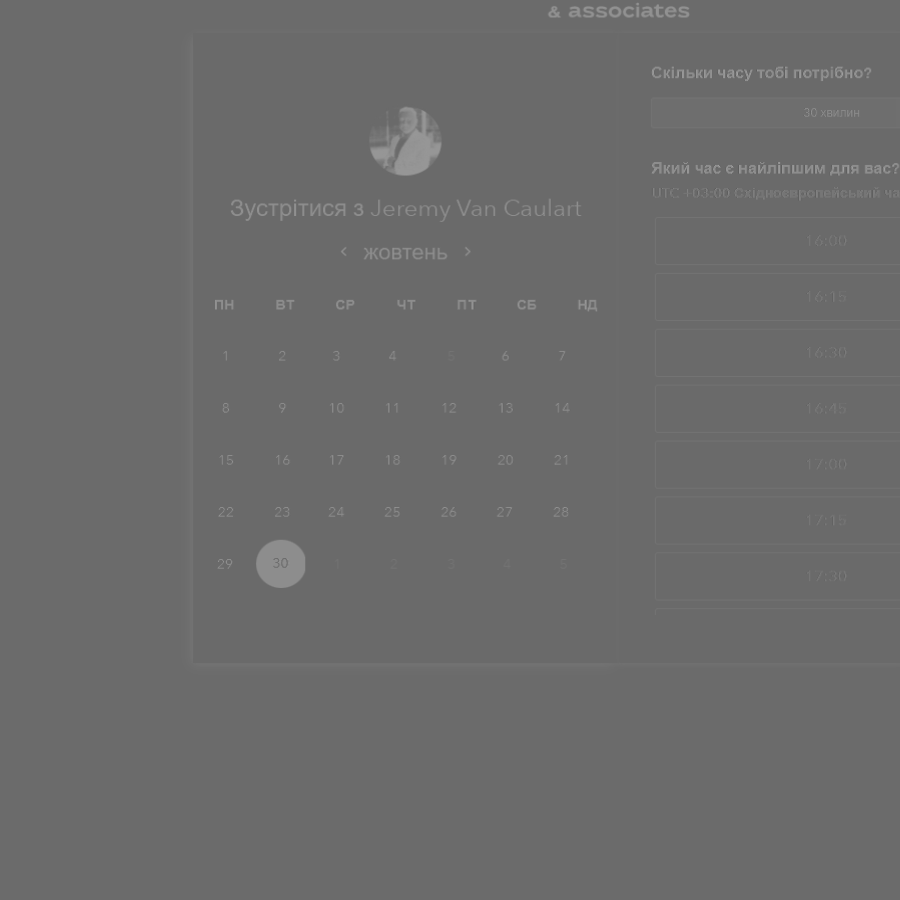 & associates
Зустрітися з Jeremy Van Caulart
жовтень
ПН ВТ СР ЧТ ПТ СБ НД
1 2 3 4 5 6 7
8 9 10 11 12 13 14
15 16 17 18 19 20 21
22 23 24 25 26 27 28
29 30 1 2 3 4 5
Скільки часу тобі потрібно?
30 хвилин
Який час є найліпшим для вас?
UTC +03:00 Східноєвропейський ча
16:00
16:15
16:30
16:45
17:00
17:15
17:30